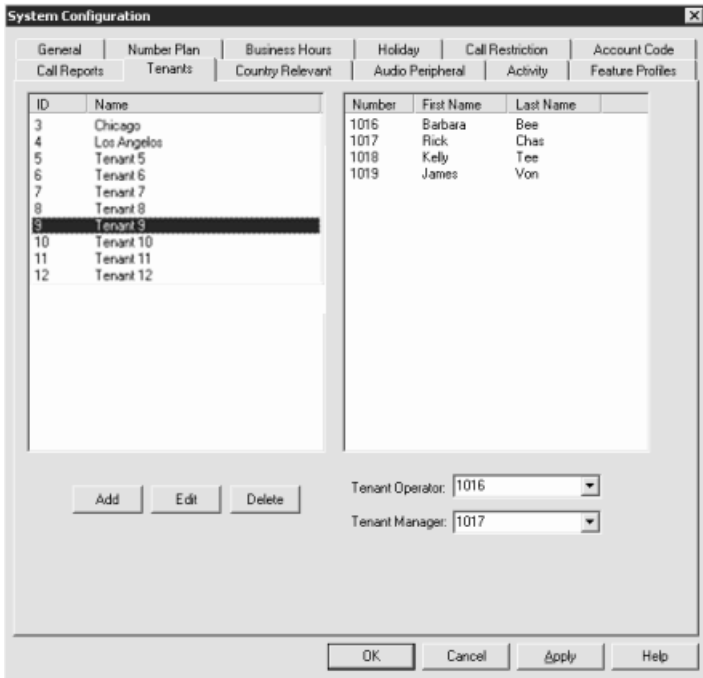 System Configuration
General Number Plan Business Hours Holiday Call Restriction Account Code
Call Reports Tenants Country Relevant Audio Peripheral Activity Feature Profiles
ID Name
3 Chicago
4 Los Angelos
5 Tenant 5
6 Tenant 6
7 Tenant 7
8 Tenant 8
9 Tenant 9
10 Tenant 10
11 Tenant 11
12 Tenant 12
Number First Name Last Name
1016 Barbara Bee
1017 Rick Chas
1018 Kelly Tee
1019 James Von
Add Edit Delete
Tenant Operator: 1016
Tenant Manager: 1017
OK Cancel Apply Help